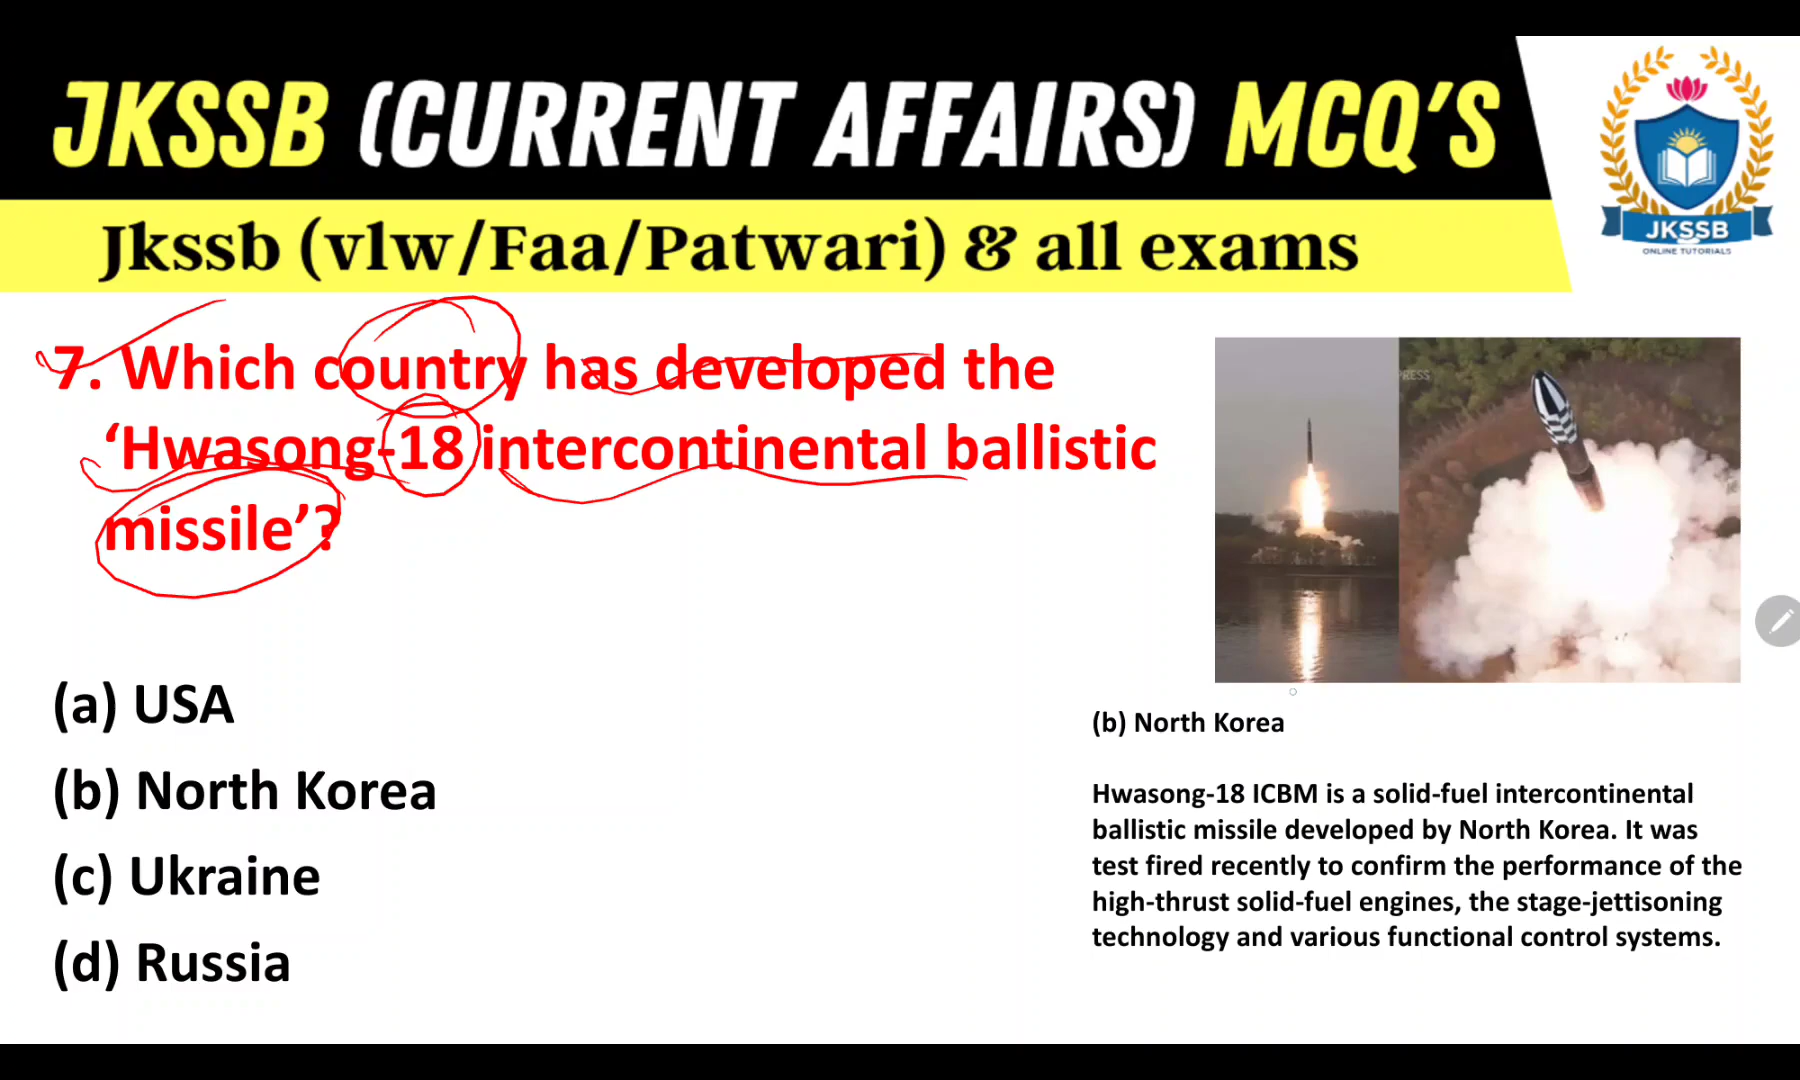 JKSSB (CURRENT AFFAIRS) MCQ'S
Jkssb (vlw/Faa/Patwari) & all exams
JKSSB
ONLINE TUTORIALS
7. Which country has developed the
‘Hwasong-18 intercontinental ballistic
missile’?
(a) USA
(b) North Korea
(c) Ukraine
(d) Russia
PRESS
(b) North Korea
Hwasong-18 ICBM is a solid-fuel intercontinental
ballistic missile developed by North Korea. It was
test fired recently to confirm the performance of the
high-thrust solid-fuel engines, the stage-jettisoning
technology and various functional control systems.